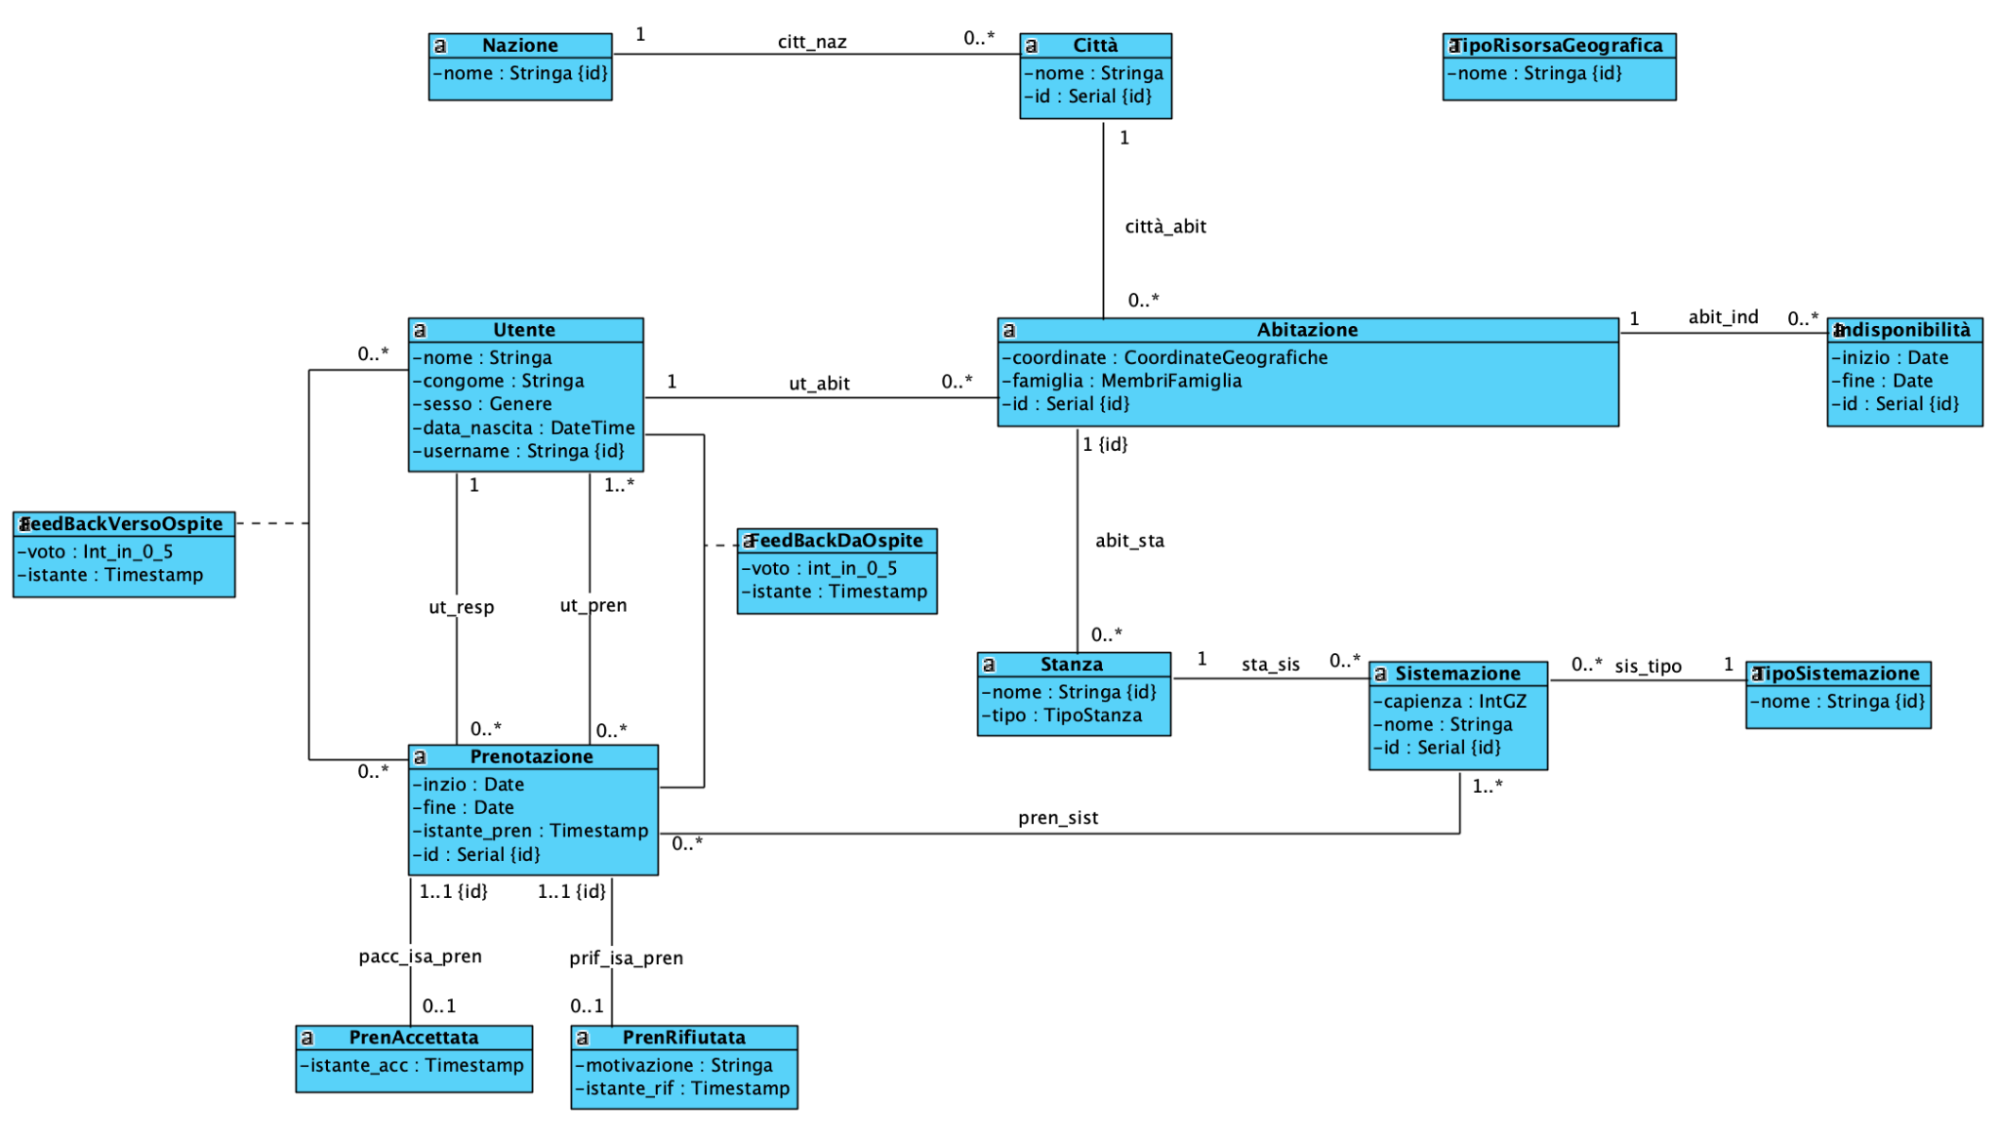 Nazione
-nome : Stringa {id}
1
citt_naz
0..*
Città
-nome : Stringa
-id : Serial {id}
TipoRisorsaGeografica
-nome : Stringa {id}
1
città_abit
0..*
Utente
-nome : Stringa
-congome : Stringa
-sesso : Genere
-data_nascita : DateTime
-username : Stringa {id}
0..*
1
ut_abit
0..*
Abitazione
-coordinate : CoordinateGeografiche
-famiglia : MembriFamiglia
-id : Serial {id}
1
abit_ind
0..*
Indisponibilità
-inizio : Date
-fine : Date
-id : Serial {id}
1 {id}
1
1..*
FeedBackVersoOspite
-voto : Int_in_0_5
-istante : Timestamp
FeedBackDaOspite
-voto : int_in_0_5
-istante : Timestamp
abit_sta
ut_resp
ut_pren
0..*
Stanza
-nome : Stringa {id}
-tipo : TipoStanza
1
sta_sis
0..*
Sistemazione
-capienza : IntGZ
-nome : Stringa
-id : Serial {id}
0..*
sis_tipo
1
TipoSistemazione
-nome : Stringa {id}
0..*
0..*
0..*
Prenotazione
-inzio : Date
-fine : Date
-istante_pren : Timestamp
-id : Serial {id}
1..*
pren_sist
0..*
1..1 {id}
1..1 {id}
pacc_isa_pren
prif_isa_pren
0..1
0..1
PrenAccettata
-istante_acc : Timestamp
PrenRifiutata
-motivazione : Stringa
-istante_rif : Timestamp